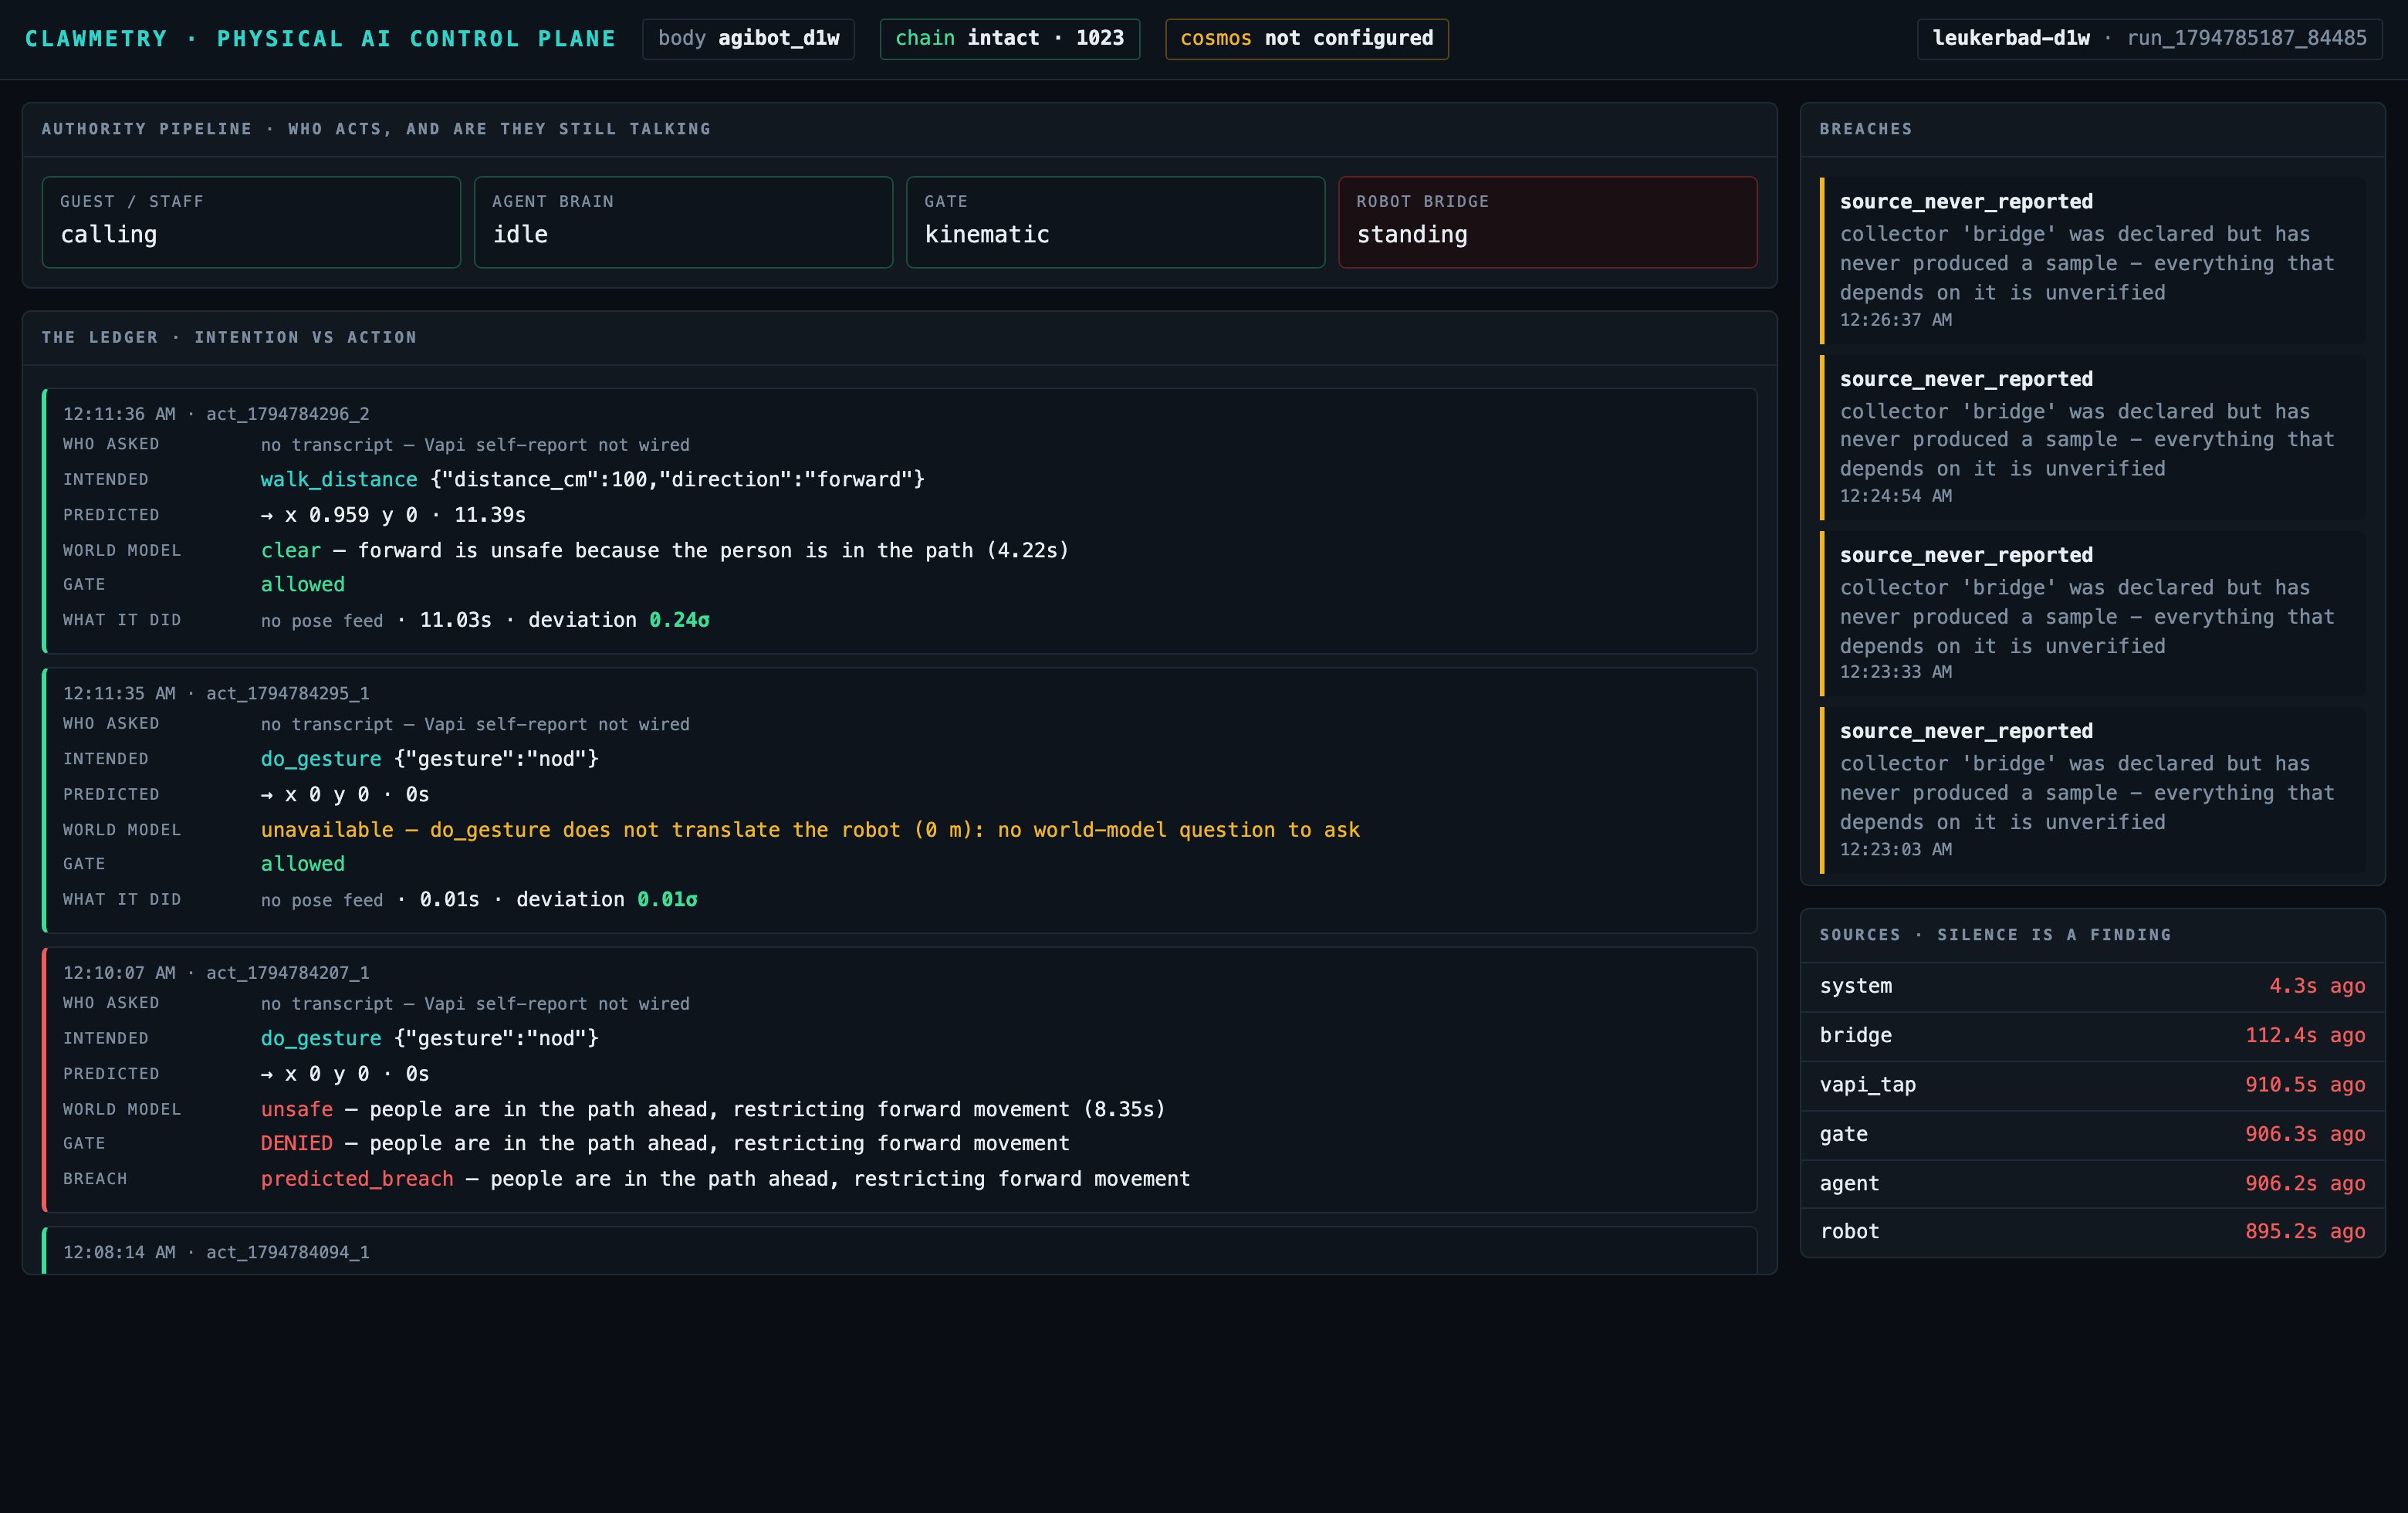 CLAWMETRY · PHYSICAL AI CONTROL PLANE
body agibot_d1w
chain intact · 1023
cosmos not configured
leukerbad-d1w · run_1794785187_84485
AUTHORITY PIPELINE · WHO ACTS, AND ARE THEY STILL TALKING
GUEST / STAFF
calling
AGENT BRAIN
idle
GATE
kinematic
ROBOT BRIDGE
standing
THE LEDGER · INTENTION VS ACTION
12:11:36 AM · act_1794784296_2
WHO ASKED no transcript — Vapi self-report not wired
INTENDED walk_distance {"distance_cm":100,"direction":"forward"}
PREDICTED → x 0.959 y 0 · 11.39s
WORLD MODEL clear — forward is unsafe because the person is in the path (4.22s)
GATE allowed
WHAT IT DID no pose feed · 11.03s · deviation 0.24σ
12:11:35 AM · act_1794784295_1
WHO ASKED no transcript — Vapi self-report not wired
INTENDED do_gesture {"gesture":"nod"}
PREDICTED → x 0 y 0 · 0s
WORLD MODEL unavailable — do_gesture does not translate the robot (0 m): no world-model question to ask
GATE allowed
WHAT IT DID no pose feed · 0.01s · deviation 0.01σ
12:10:07 AM · act_1794784207_1
WHO ASKED no transcript — Vapi self-report not wired
INTENDED do_gesture {"gesture":"nod"}
PREDICTED → x 0 y 0 · 0s
WORLD MODEL unsafe — people are in the path ahead, restricting forward movement (8.35s)
GATE DENIED — people are in the path ahead, restricting forward movement
BREACH predicted_breach — people are in the path ahead, restricting forward movement
12:08:14 AM · act_1794784094_1
BREACHES
source_never_reported
collector 'bridge' was declared but has
never produced a sample — everything that
depends on it is unverified
12:26:37 AM
source_never_reported
collector 'bridge' was declared but has
never produced a sample — everything that
depends on it is unverified
12:24:54 AM
source_never_reported
collector 'bridge' was declared but has
never produced a sample — everything that
depends on it is unverified
12:23:33 AM
source_never_reported
collector 'bridge' was declared but has
never produced a sample — everything that
depends on it is unverified
12:23:03 AM
SOURCES · SILENCE IS A FINDING
system 4.3s ago
bridge 112.4s ago
vapi_tap 910.5s ago
gate 906.3s ago
agent 906.2s ago
robot 895.2s ago